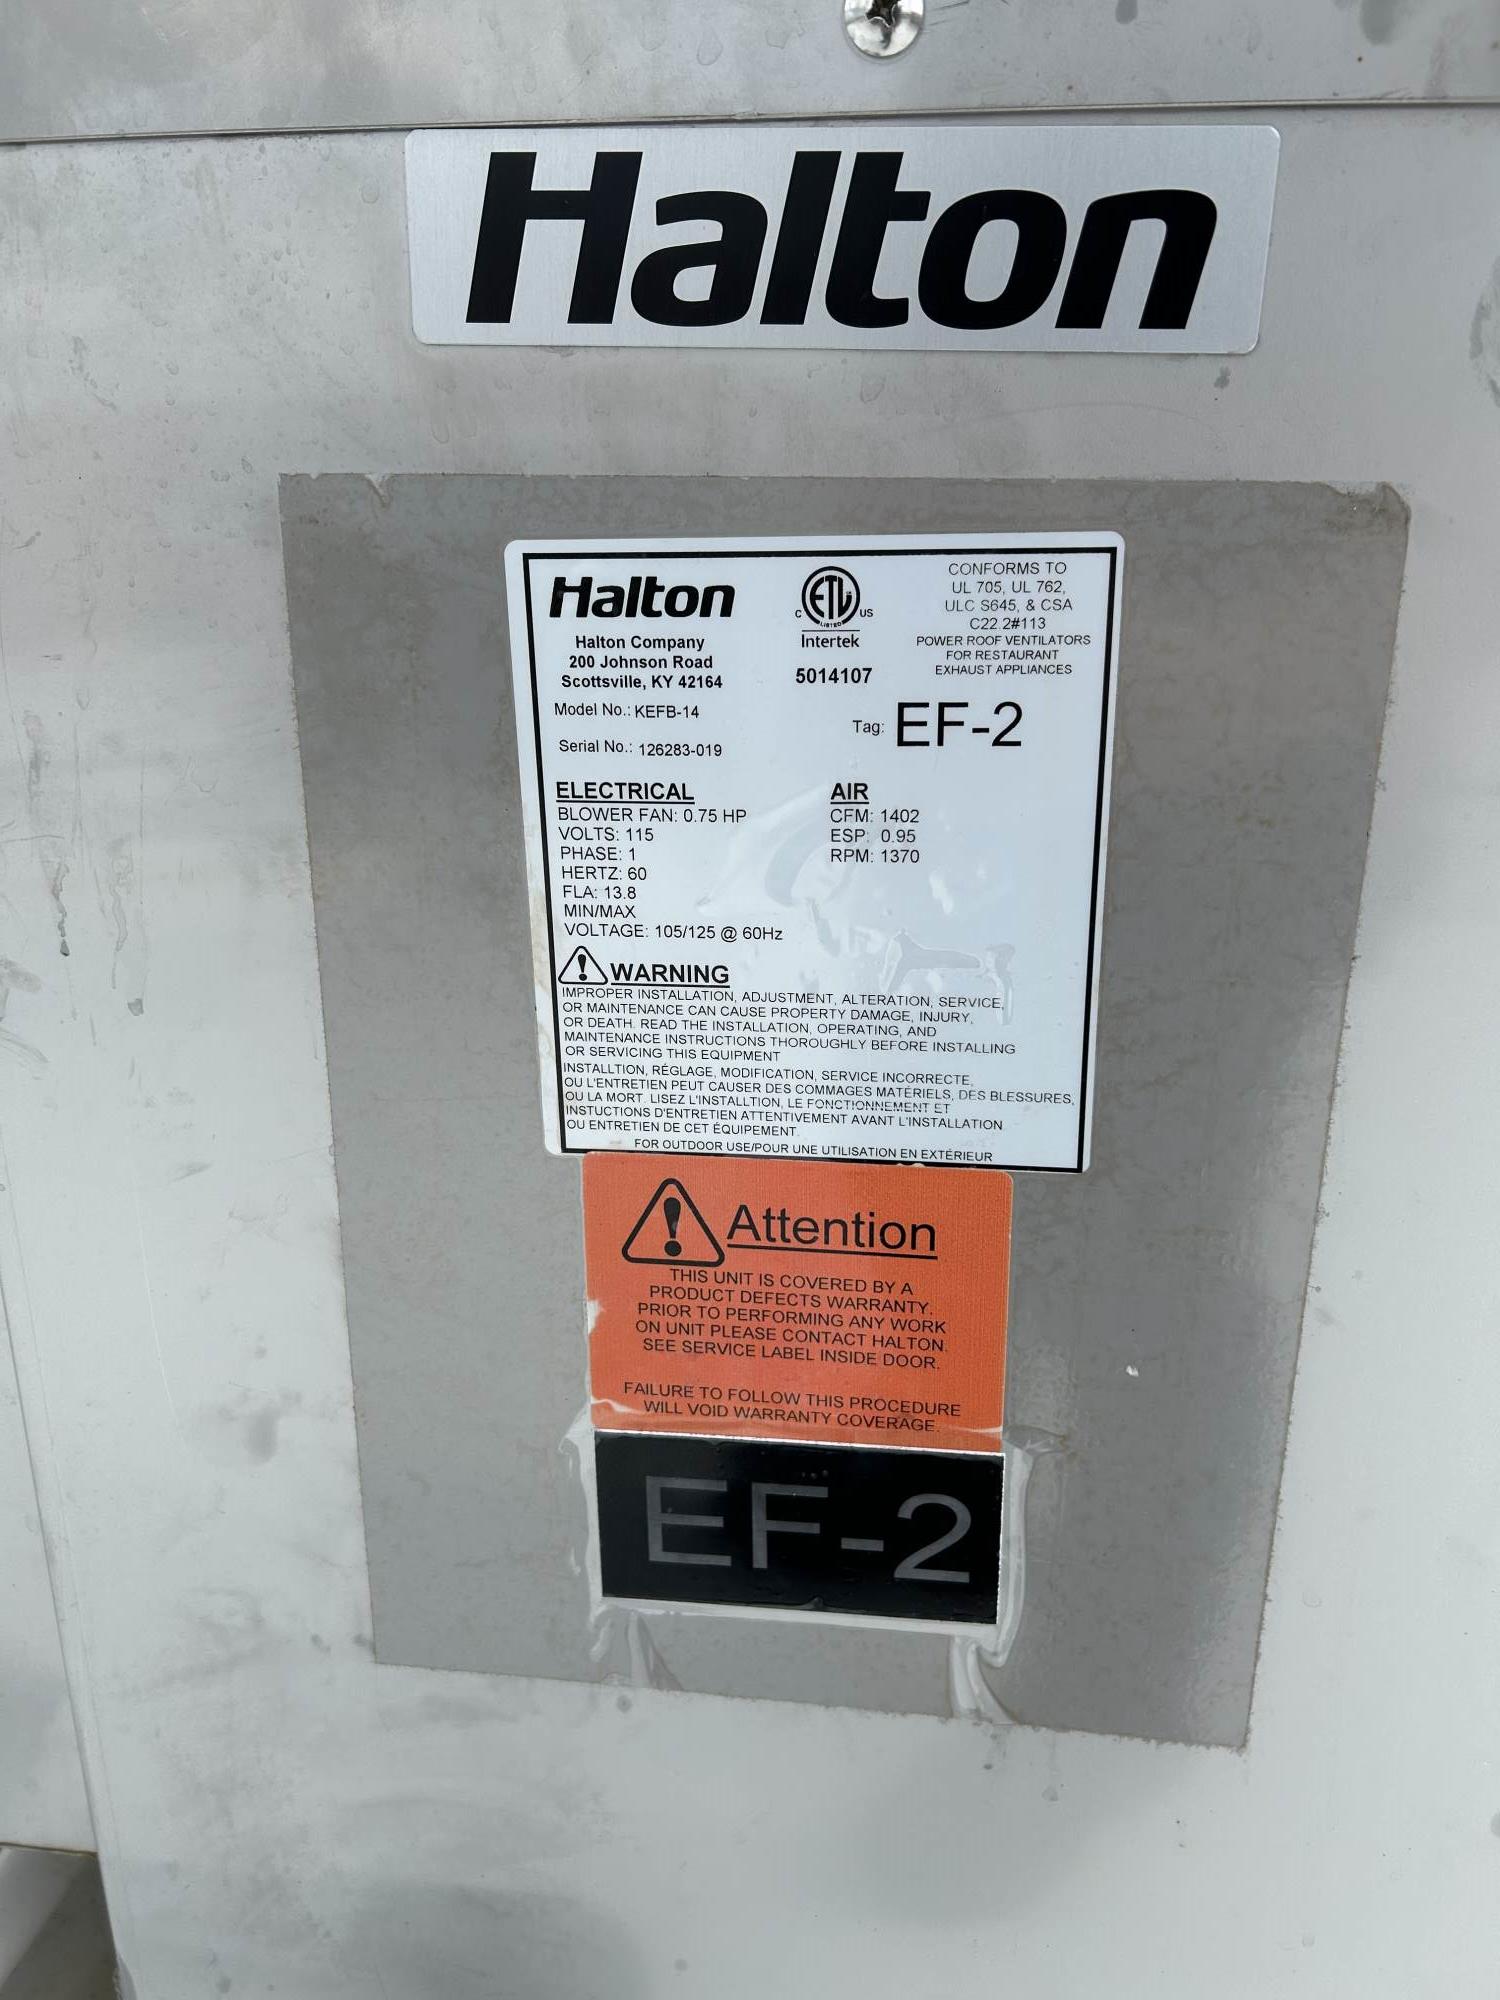 Halton
Halton
Halton Company
200 Johnson Road
Scottsville, KY 42164
C ETL US
LISTED
Intertek
5014107
CONFORMS TO
UL 705, UL 762,
ULC S645, & CSA
C22.2#113
POWER ROOF VENTILATORS
FOR RESTAURANT
EXHAUST APPLIANCES
Model No.: KEFB-14
Tag: EF-2
Serial No.: 126283-019
ELECTRICAL
BLOWER FAN: 0.75 HP
VOLTS: 115
PHASE: 1
HERTZ: 60
FLA: 13.8
MIN/MAX
VOLTAGE: 105/125 @ 60Hz
AIR
CFM: 1402
ESP: 0.95
RPM: 1370
WARNING
IMPROPER INSTALLATION, ADJUSTMENT, ALTERATION, SERVICE,
OR MAINTENANCE CAN CAUSE PROPERTY DAMAGE, INJURY,
OR DEATH. READ THE INSTALLATION, OPERATING, AND
MAINTENANCE INSTRUCTIONS THOROUGHLY BEFORE INSTALLING
OR SERVICING THIS EQUIPMENT
INSTALLTION, RÉGLAGE, MODIFICATION, SERVICE INCORRECTE,
OU L'ENTRETIEN PEUT CAUSER DES COMMAGES MATÉRIELS, DES BLESSURES,
OU LA MORT. LISEZ L'INSTALLTION, LE FONCTIONNEMENT ET
INSTUCTIONS D'ENTRETIEN ATTENTIVEMENT AVANT L'INSTALLATION
OU ENTRETIEN DE CET ÉQUIPEMENT.
FOR OUTDOOR USE/POUR UNE UTILISATION EN EXTÉRIEUR
Attention
THIS UNIT IS COVERED BY A
PRODUCT DEFECTS WARRANTY.
PRIOR TO PERFORMING ANY WORK
ON UNIT PLEASE CONTACT HALTON.
SEE SERVICE LABEL INSIDE DOOR.
FAILURE TO FOLLOW THIS PROCEDURE
WILL VOID WARRANTY COVERAGE.
EF-2